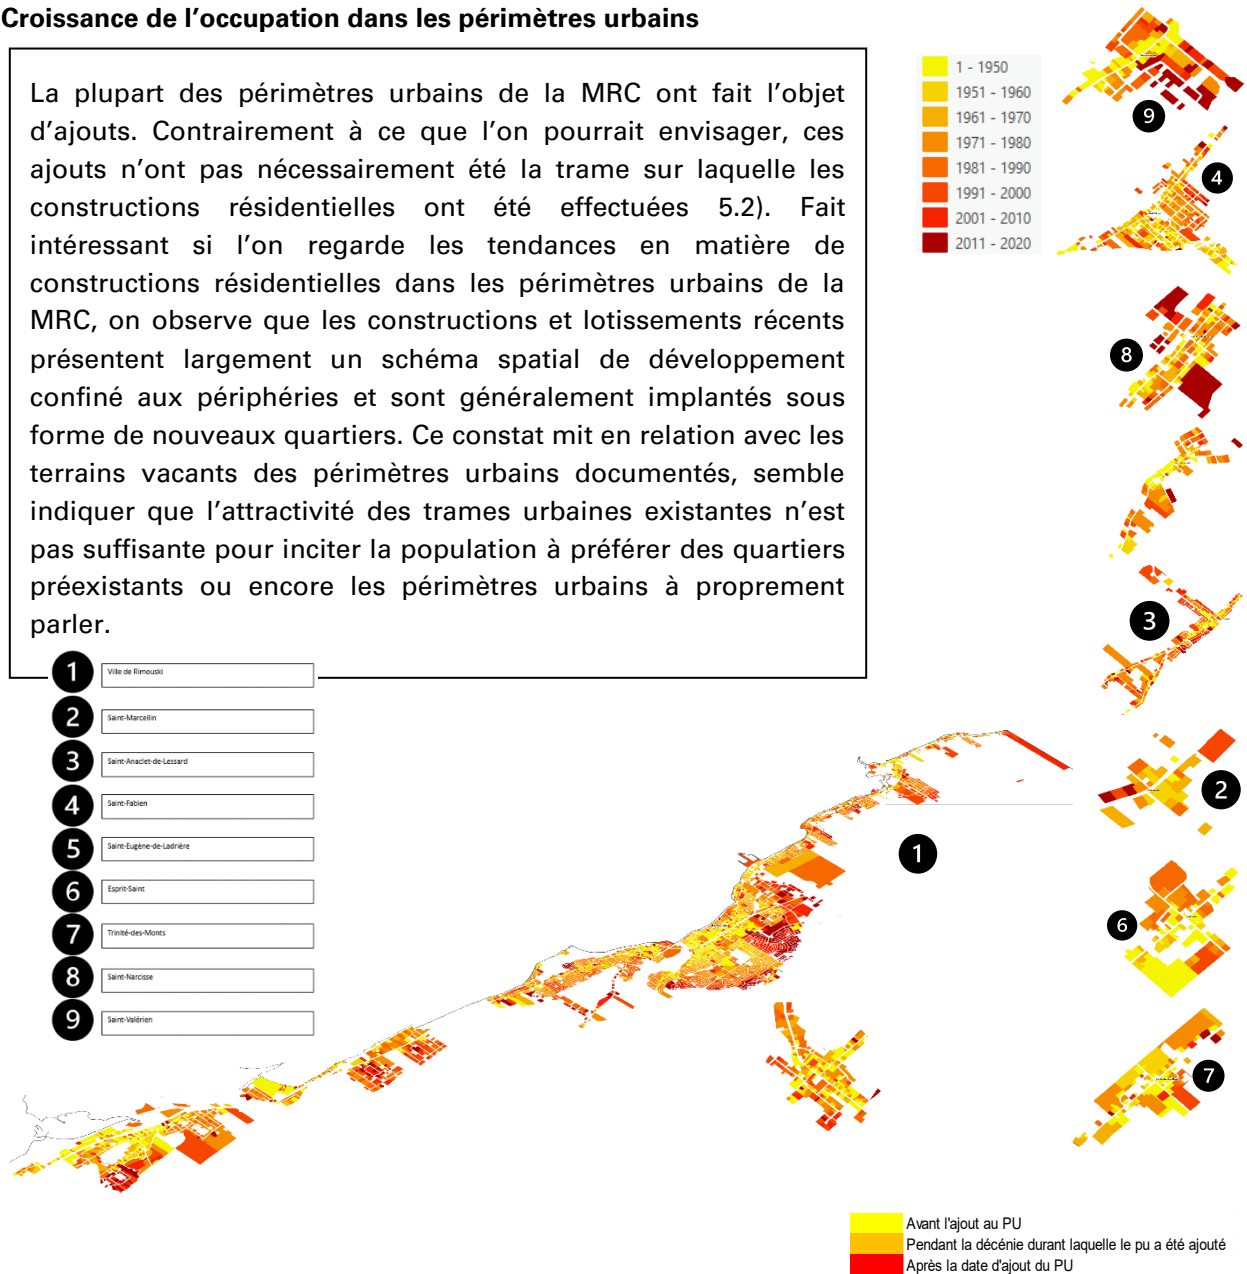 Croissance de l’occupation dans les périmètres urbains
La plupart des périmètres urbains de la MRC ont fait l’objet
d’ajouts. Contrairement à ce que l’on pourrait envisager, ces
ajouts n’ont pas nécessairement été la trame sur laquelle les
constructions résidentielles ont été effectuées 5.2). Fait
intéressant si l’on regarde les tendances en matière de
constructions résidentielles dans les périmètres urbains de la
MRC, on observe que les constructions et lotissements récents
présentent largement un schéma spatial de développement
confiné aux périphéries et sont généralement implantés sous
forme de nouveaux quartiers. Ce constat mit en relation avec les
terrains vacants des périmètres urbains documentés, semble
indiquer que l’attractivité des trames urbaines existantes n’est
pas suffisante pour inciter la population à préférer des quartiers
préexistants ou encore les périmètres urbains à proprement
parler.
1 - 1950
1951 - 1960
1961 - 1970
1971 - 1980
1981 - 1990
1991 - 2000
2001 - 2010
2011 - 2020
9
4
8
3
2
1
6
7
1 Ville de Rimouski
2 Saint-Marcellin
3 Saint-Anaclet-de-Lessard
4 Saint-Fabien
5 Saint-Eugène-de-Ladrière
6 Esprit-Saint
7 Trinité-des-Monts
8 Saint-Narcisse
9 Saint-Valérien
Avant l'ajout au PU
Pendant la décénie durant laquelle le pu a été ajouté
Après la date d'ajout du PU